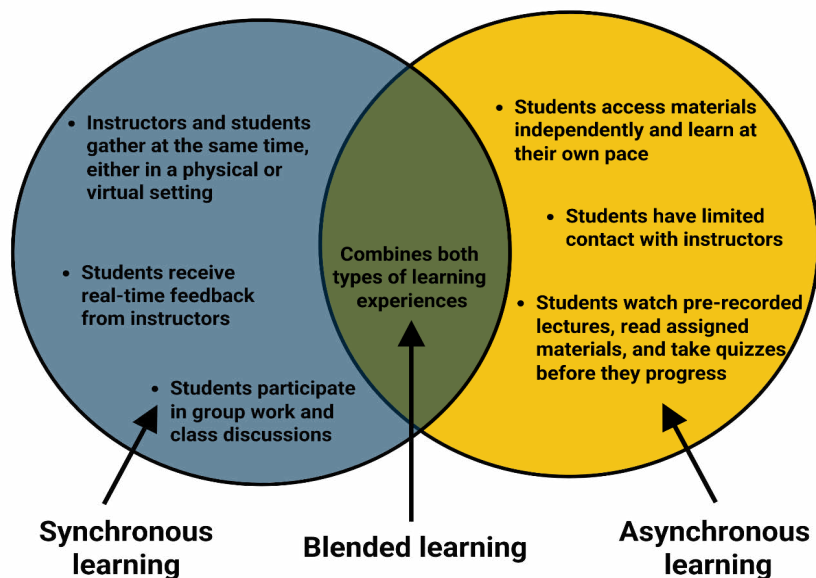 • Instructors and students
gather at the same time,
either in a physical or
virtual setting
• Students receive
real-time feedback
from instructors
• Students participate
in group work and
class discussions
Combines both
types of learning
experiences
• Students access materials
independently and learn at
their own pace
• Students have limited
contact with instructors
• Students watch pre-recorded
lectures, read assigned
materials, and take quizzes
before they progress
Synchronous
learning
Blended learning
Asynchronous
learning